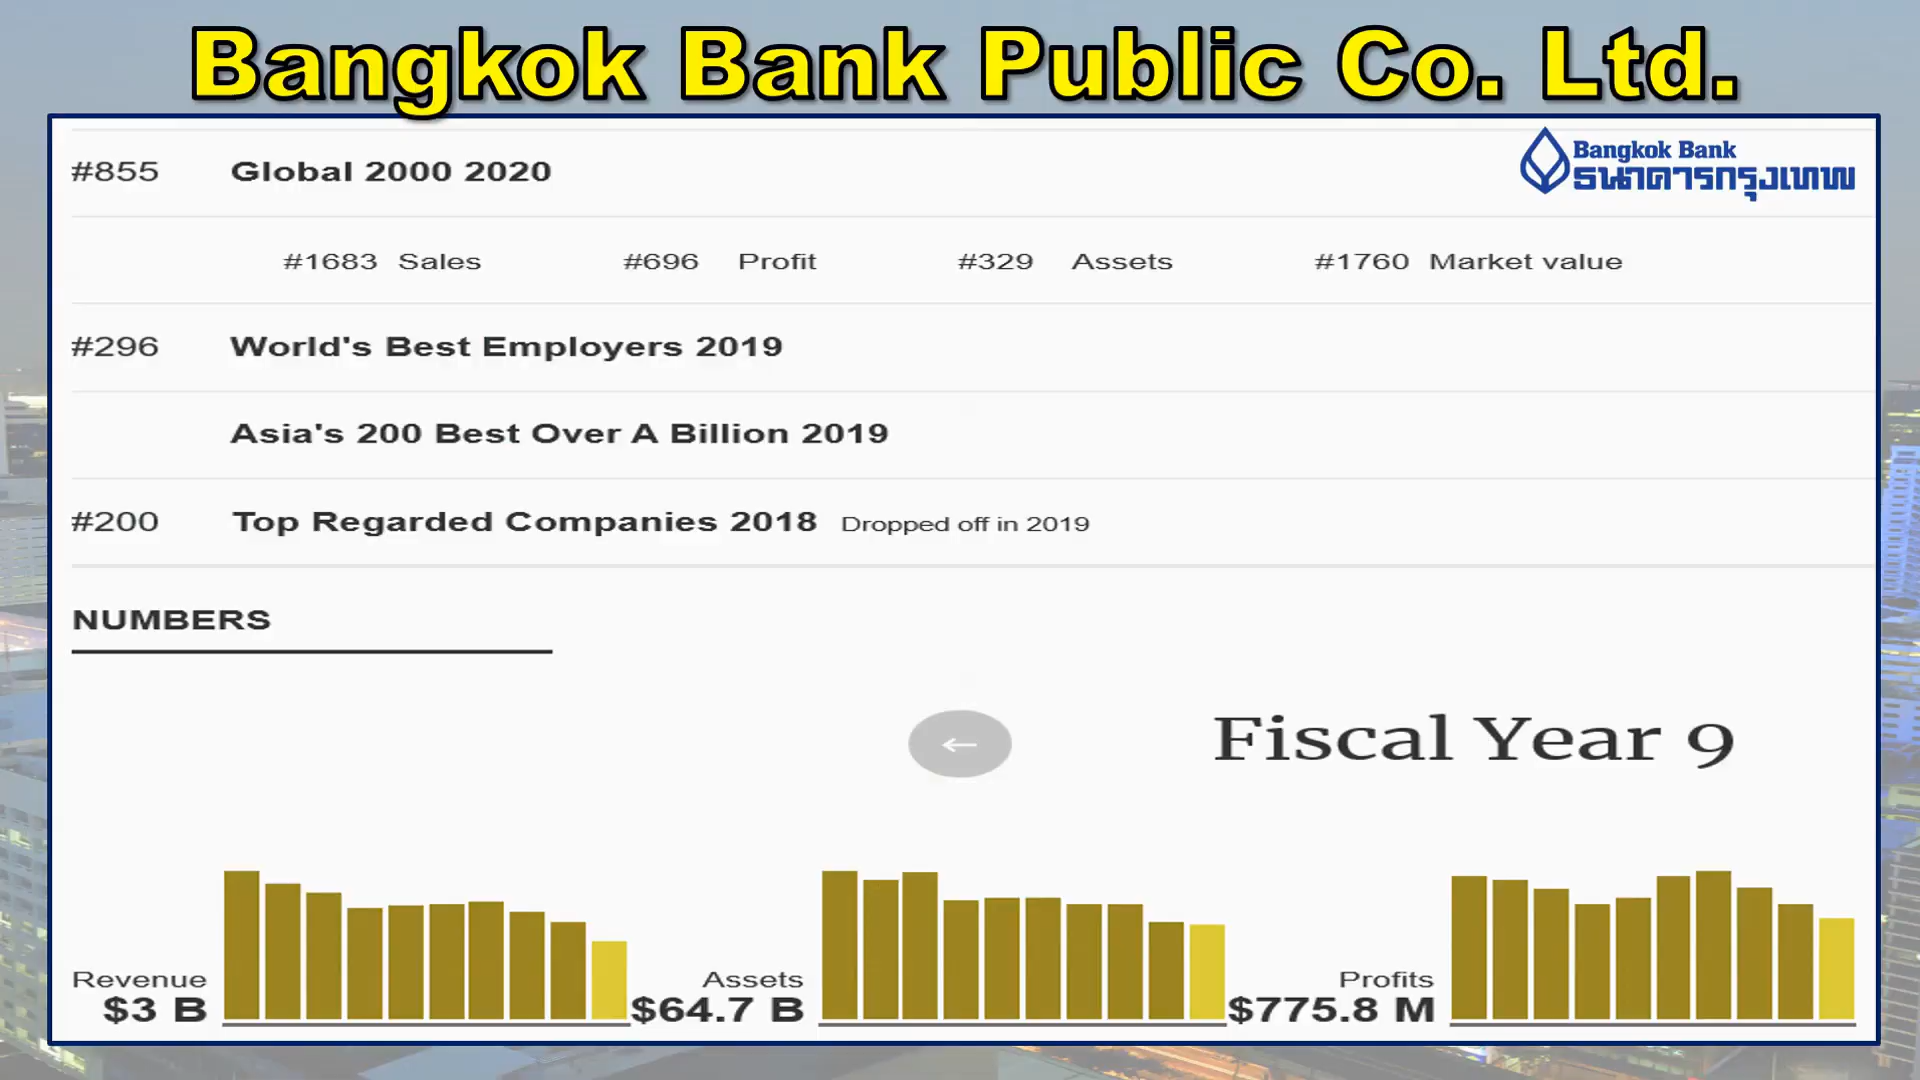 Bangkok Bank Public Co. Ltd.
Bangkok Bank
ธนาคารกรุงเทพ
#855 Global 2000 2020
#1683 Sales #696 Profit #329 Assets #1760 Market value
#296 World's Best Employers 2019
Asia's 200 Best Over A Billion 2019
#200 Top Regarded Companies 2018 Dropped off in 2019
NUMBERS
Fiscal Year 9
Revenue
$3 B
Assets
$64.7 B
Profits
$775.8 M